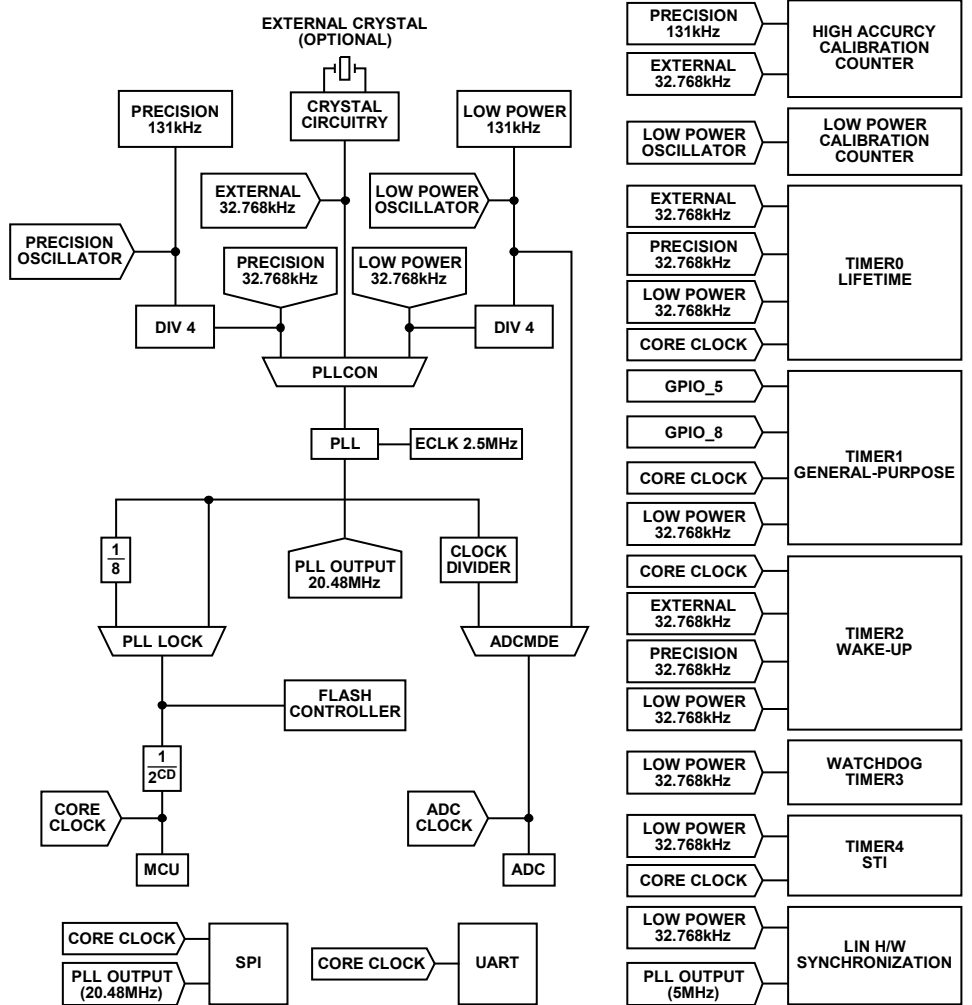 EXTERNAL CRYSTAL
(OPTIONAL)
CRYSTAL
CIRCUITRY
PRECISION
131kHz
LOW POWER
131kHz
EXTERNAL
32.768kHz
LOW POWER
OSCILLATOR
PRECISION
OSCILLATOR
PRECISION
32.768kHz
LOW POWER
32.768kHz
DIV 4
DIV 4
PLLCON
PLL
ECLK 2.5MHz
1
8
PLL OUTPUT
20.48MHz
CLOCK
DIVIDER
PLL LOCK
ADCMDE
FLASH
CONTROLLER
1
2CD
CORE
CLOCK
ADC
CLOCK
MCU
ADC
CORE CLOCK
PLL OUTPUT
(20.48MHz)
SPI
CORE CLOCK
UART
PRECISION
131kHz
EXTERNAL
32.768kHz
HIGH ACCURCY
CALIBRATION
COUNTER
LOW POWER
OSCILLATOR
LOW POWER
CALIBRATION
COUNTER
EXTERNAL
32.768kHz
PRECISION
32.768kHz
LOW POWER
32.768kHz
CORE CLOCK
TIMER0
LIFETIME
GPIO_5
GPIO_8
CORE CLOCK
LOW POWER
32.768kHz
TIMER1
GENERAL-PURPOSE
CORE CLOCK
EXTERNAL
32.768kHz
PRECISION
32.768kHz
LOW POWER
32.768kHz
TIMER2
WAKE-UP
LOW POWER
32.768kHz
WATCHDOG
TIMER3
LOW POWER
32.768kHz
CORE CLOCK
TIMER4
STI
LOW POWER
32.768kHz
PLL OUTPUT
(5MHz)
LIN H/W
SYNCHRONIZATION